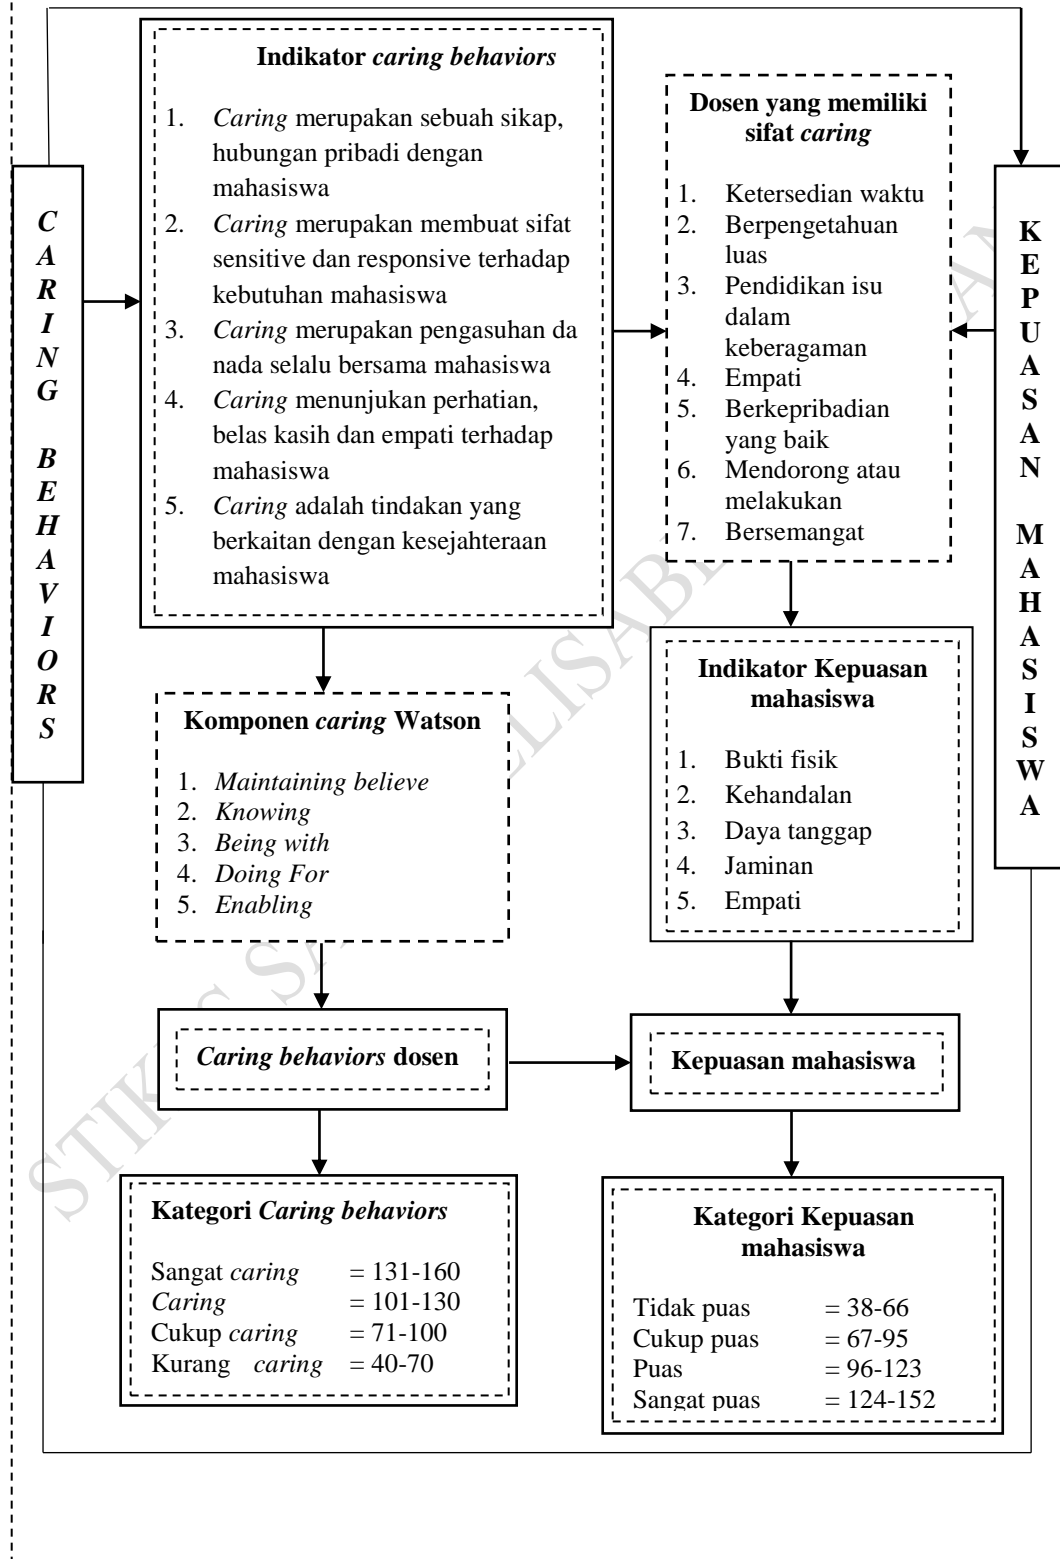 CARING BEHAVIORS
Indikator caring behaviors
1. Caring merupakan sebuah sikap,
hubungan pribadi dengan
mahasiswa
2. Caring merupakan membuat sifat
sensitive dan responsive terhadap
kebutuhan mahasiswa
3. Caring merupakan pengasuhan da
nada selalu bersama mahasiswa
4. Caring menunjukan perhatian,
belas kasih dan empati terhadap
mahasiswa
5. Caring adalah tindakan yang
berkaitan dengan kesejahteraan
mahasiswa
Dosen yang memiliki
sifat caring
1. Ketersedian waktu
2. Berpengetahuan
luas
3. Pendidikan isu
dalam
keberagaman
4. Empati
5. Berkepribadian
yang baik
6. Mendorong atau
melakukan
7. Bersemangat
KEPUASAN MAHASISWA
Komponen caring Watson
1. Maintaining believe
2. Knowing
3. Being with
4. Doing For
5. Enabling
Indikator Kepuasan
mahasiswa
1. Bukti fisik
2. Kehandalan
3. Daya tanggap
4. Jaminan
5. Empati
Caring behaviors dosen
Kepuasan mahasiswa
Kategori Caring behaviors
Sangat caring = 131-160
Caring = 101-130
Cukup caring = 71-100
Kurang caring = 40-70
Kategori Kepuasan
mahasiswa
Tidak puas = 38-66
Cukup puas = 67-95
Puas = 96-123
Sangat puas = 124-152